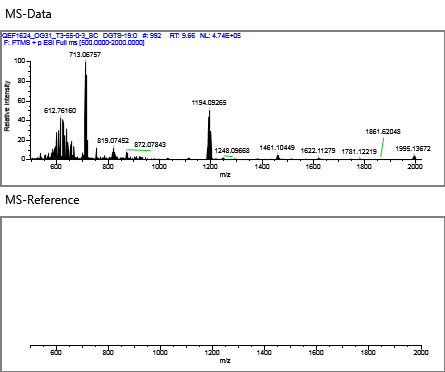 MS-Data
QEF1624_OG31_T3-55-0-3_SC DGTS-19:0 #: 992 RT: 9.66 NL: 4.74E+05
F: FTMS + p ESI Full ms [500.0000-2000.0000]
713.06757
100
80
1194.09265
612.76160
60
Relative Intensity
40
1861.62048
20
819.07452 872.07843 1248.09668 1461.10449 1622.11279 1781.12219 1995.13672
0
600 800 1000 1200 1400 1600 1800 2000
m/z
MS-Reference
600 800 1000 1200 1400 1600 1800 2000
m/z